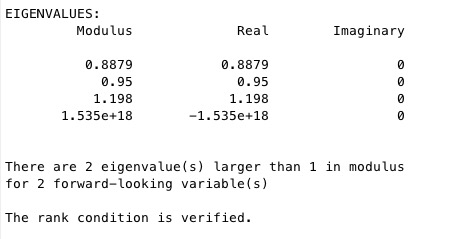 EIGENVALUES:
Modulus Real Imaginary
0.8879 0.8879 0
0.95 0.95 0
1.198 1.198 0
1.535e+18 -1.535e+18 0
There are 2 eigenvalue(s) larger than 1 in modulus
for 2 forward-looking variable(s)
The rank condition is verified.